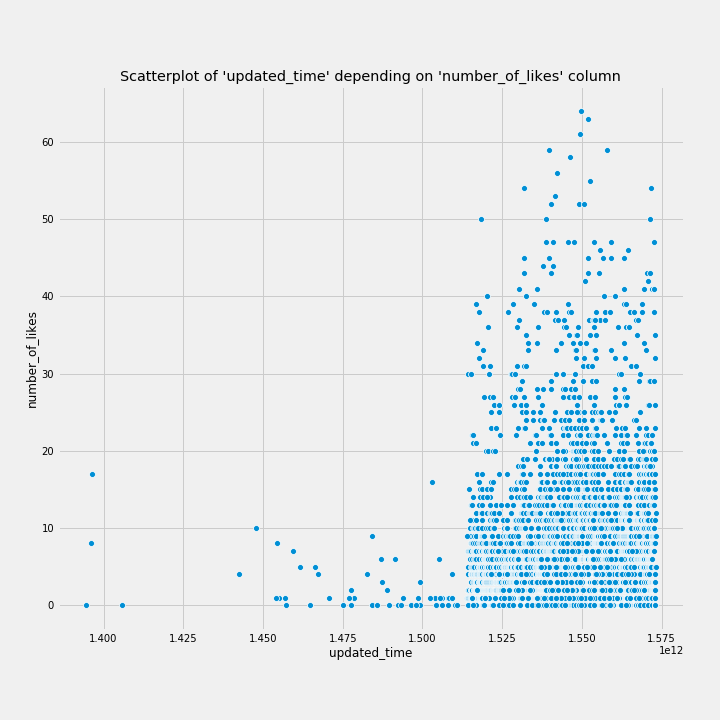 Scatterplot of 'updated_time' depending on 'number_of_likes' column
number_of_likes
60
50
40
30
20
10
0
1.400 1.425 1.450 1.475 1.500 1.525 1.550 1.575
1e12
updated_time